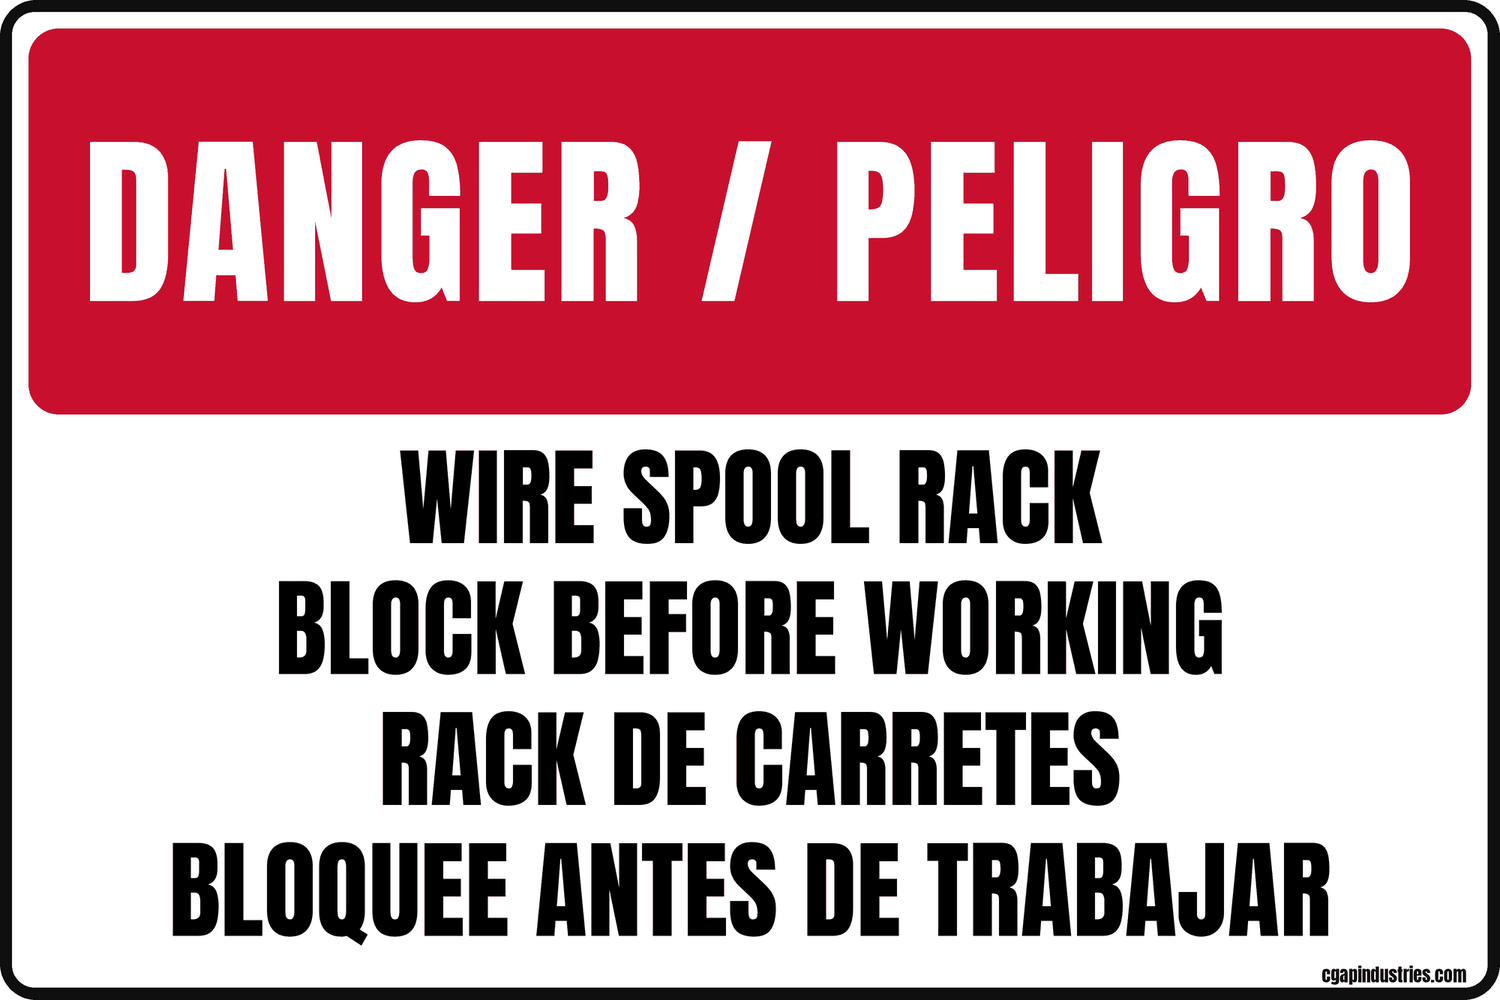 DANGER / PELIGRO
WIRE SPOOL RACK
BLOCK BEFORE WORKING
RACK DE CARRETES
BLOQUEE ANTES DE TRABAJAR
cgapindustries.com